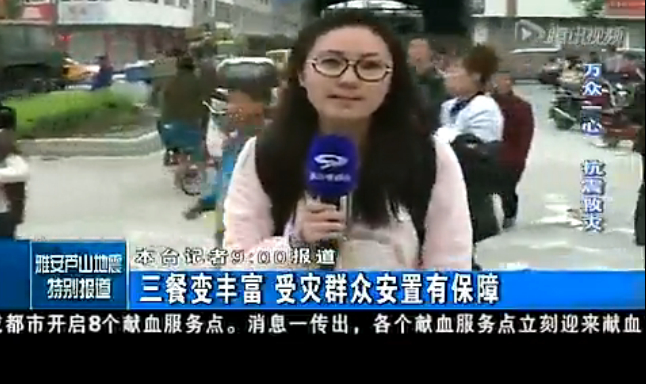 腾讯视频
万众一心 抗震救灾
本台记者9:00报道
雅安芦山地震
特别报道
三餐变丰富 受灾群众安置有保障
成都市开启8个献血服务点。消息一传出，各个献血服务点立刻迎来献血